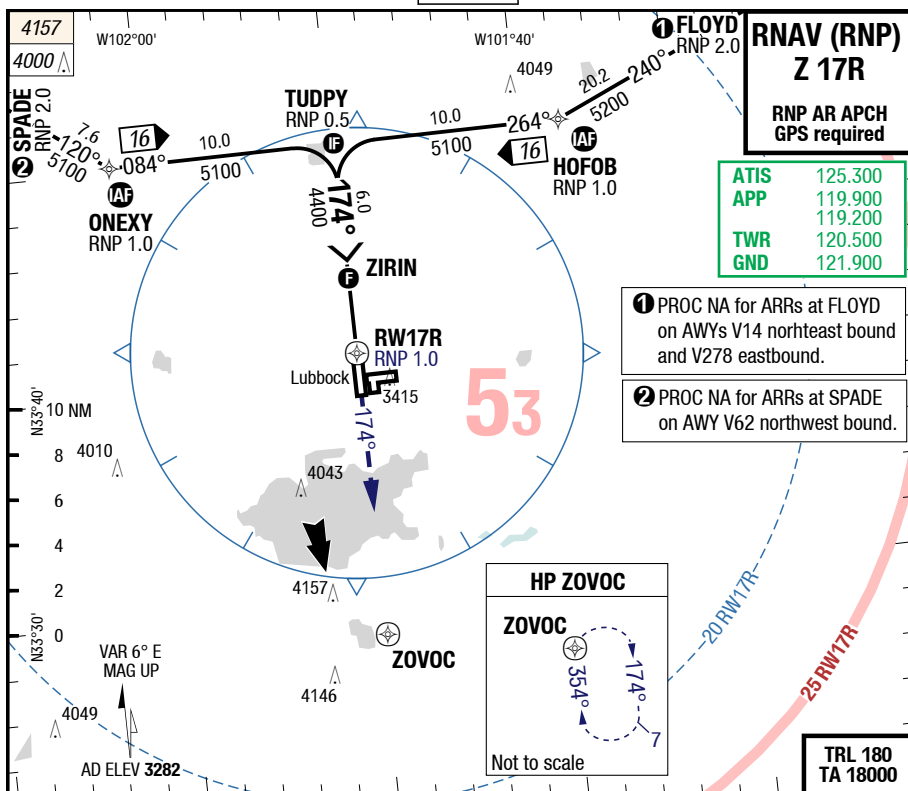 4157
4000
W102°00'
W101°40'
1 FLOYD
RNP 2.0
RNAV (RNP)
Z 17R
RNP AR APCH
GPS required
4049
SPADE
RNP 2.0
2
7.6
120°
5100
16
084°
10.0
5100
IAF
ONEXY
RNP 1.0
TUDPY
RNP 0.5
IF
10.0
5100
264°
16
20.2
240°
5200
IAF
HOFOB
RNP 1.0
174°
6.0
4400
F ZIRIN
RW17R
RNP 1.0
Lubbock
3415
174°
53
ATIS 125.300
APP 119.900
119.200
TWR 120.500
GND 121.900
1 PROC NA for ARRs at FLOYD
on AWYs V14 norhteast bound
and V278 eastbound.
2 PROC NA for ARRs at SPADE
on AWY V62 northwest bound.
N33°40'
10 NM
8
6
4
2
0
N33°30'
4010
4043
4157
ZOVOC
4146
4049
VAR 6° E
MAG UP
AD ELEV 3282
HP ZOVOC
ZOVOC
354°
174°
7
Not to scale
20 RW17R
25 RW17R
TRL 180
TA 18000